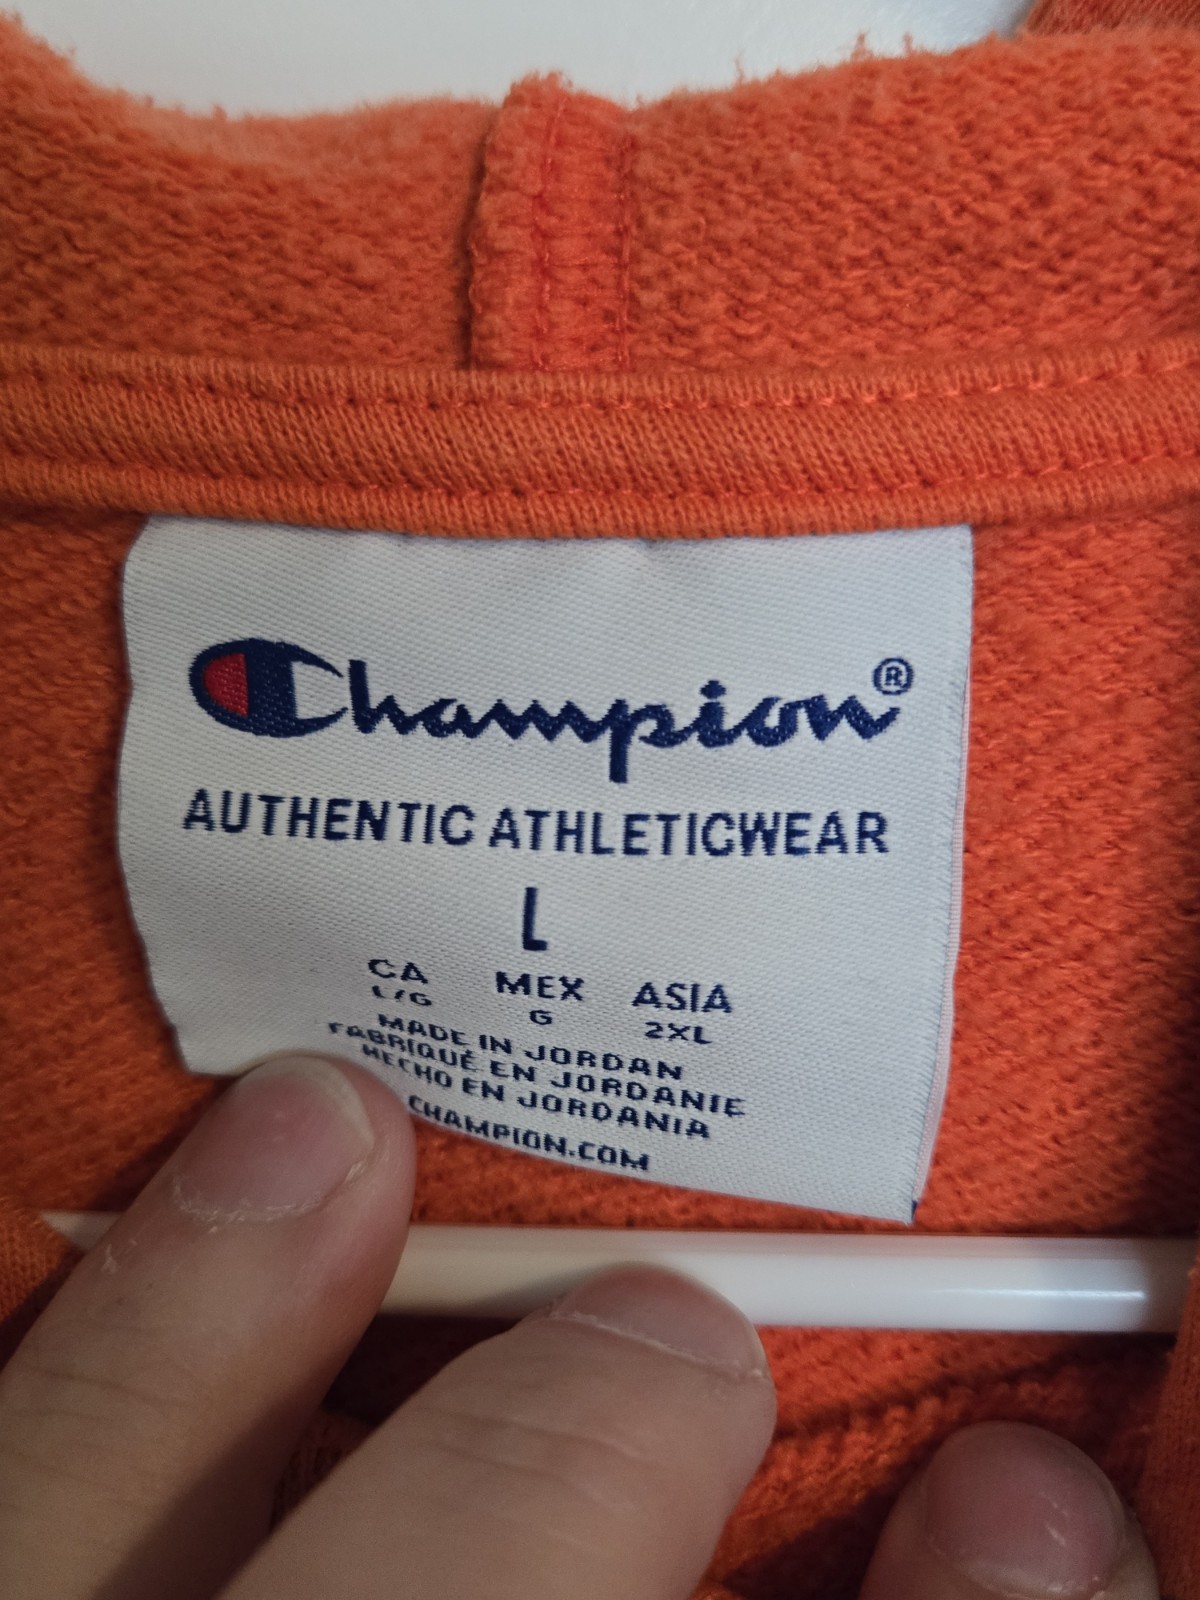 Champion®
AUTHENTIC ATHLETICWEAR
L
CA MEX ASIA
L/G G 2XL
MADE IN JORDAN
FABRIQUÉ EN JORDANIE
HECHO EN JORDANIA
CHAMPION.COM